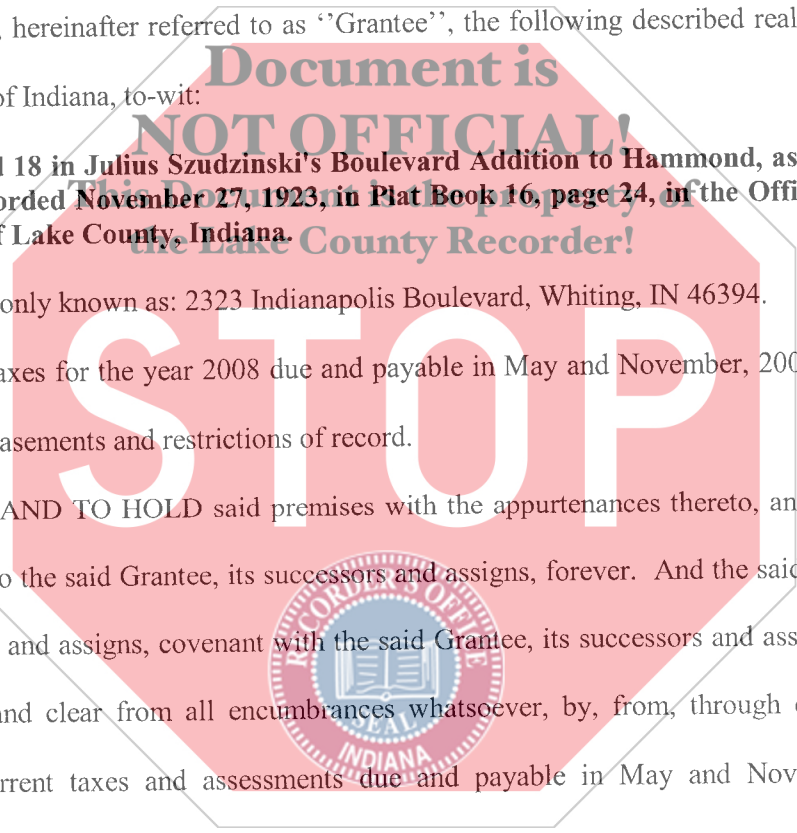 , hereinafter referred to as ‘’Grantee’’, the following described real
Document is
of Indiana, to-wit:
NOT OFFICIAL!
18 in Julius Szudzinski's Boulevard Addition to Hammond, as
This Document is the property of
orded November 27, 1923, in Plat Book 16, page 24, in the Offi
the Lake County Recorder!
f Lake County, Indiana.
only known as: 2323 Indianapolis Boulevard, Whiting, IN 46394.
STOP
axes for the year 2008 due and payable in May and November, 200
asements and restrictions of record.
AND TO HOLD said premises with the appurtenances thereto, an
o the said Grantee, its successors and assigns, forever. And the said
and assigns, covenant with the said Grantee, its successors and ass
RECORDER'S OFFICE
SEAL
INDIANA
nd clear from all encumbrances whatsoever, by, from, through
rrent taxes and assessments due and payable in May and Nov